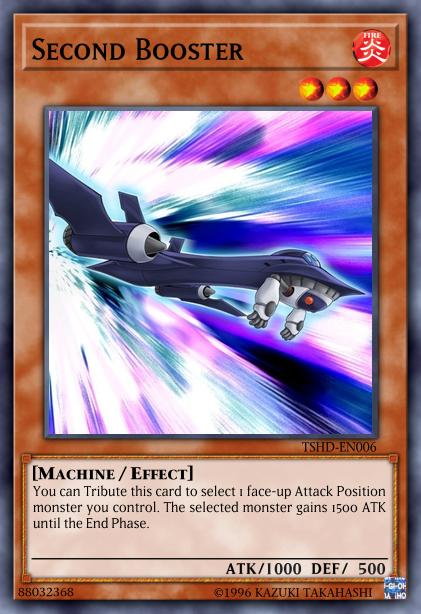 Second Booster
FIRE
炎
TSHD-EN006
[Machine / Effect]
You can Tribute this card to select 1 face-up Attack Position
monster you control. The selected monster gains 1500 ATK
until the End Phase.
ATK/1000 DEF/ 500
88032368
©1996 KAZUKI TAKAHASHI